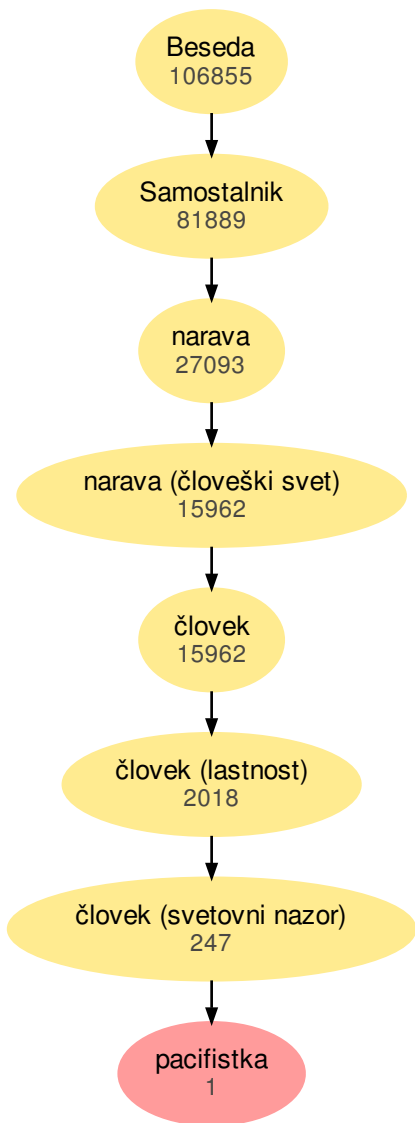 Beseda
106855
Samostalnik
81889
narava
27093
narava (človeški svet)
15962
človek
15962
človek (lastnost)
2018
človek (svetovni nazor)
247
pacifistka
1